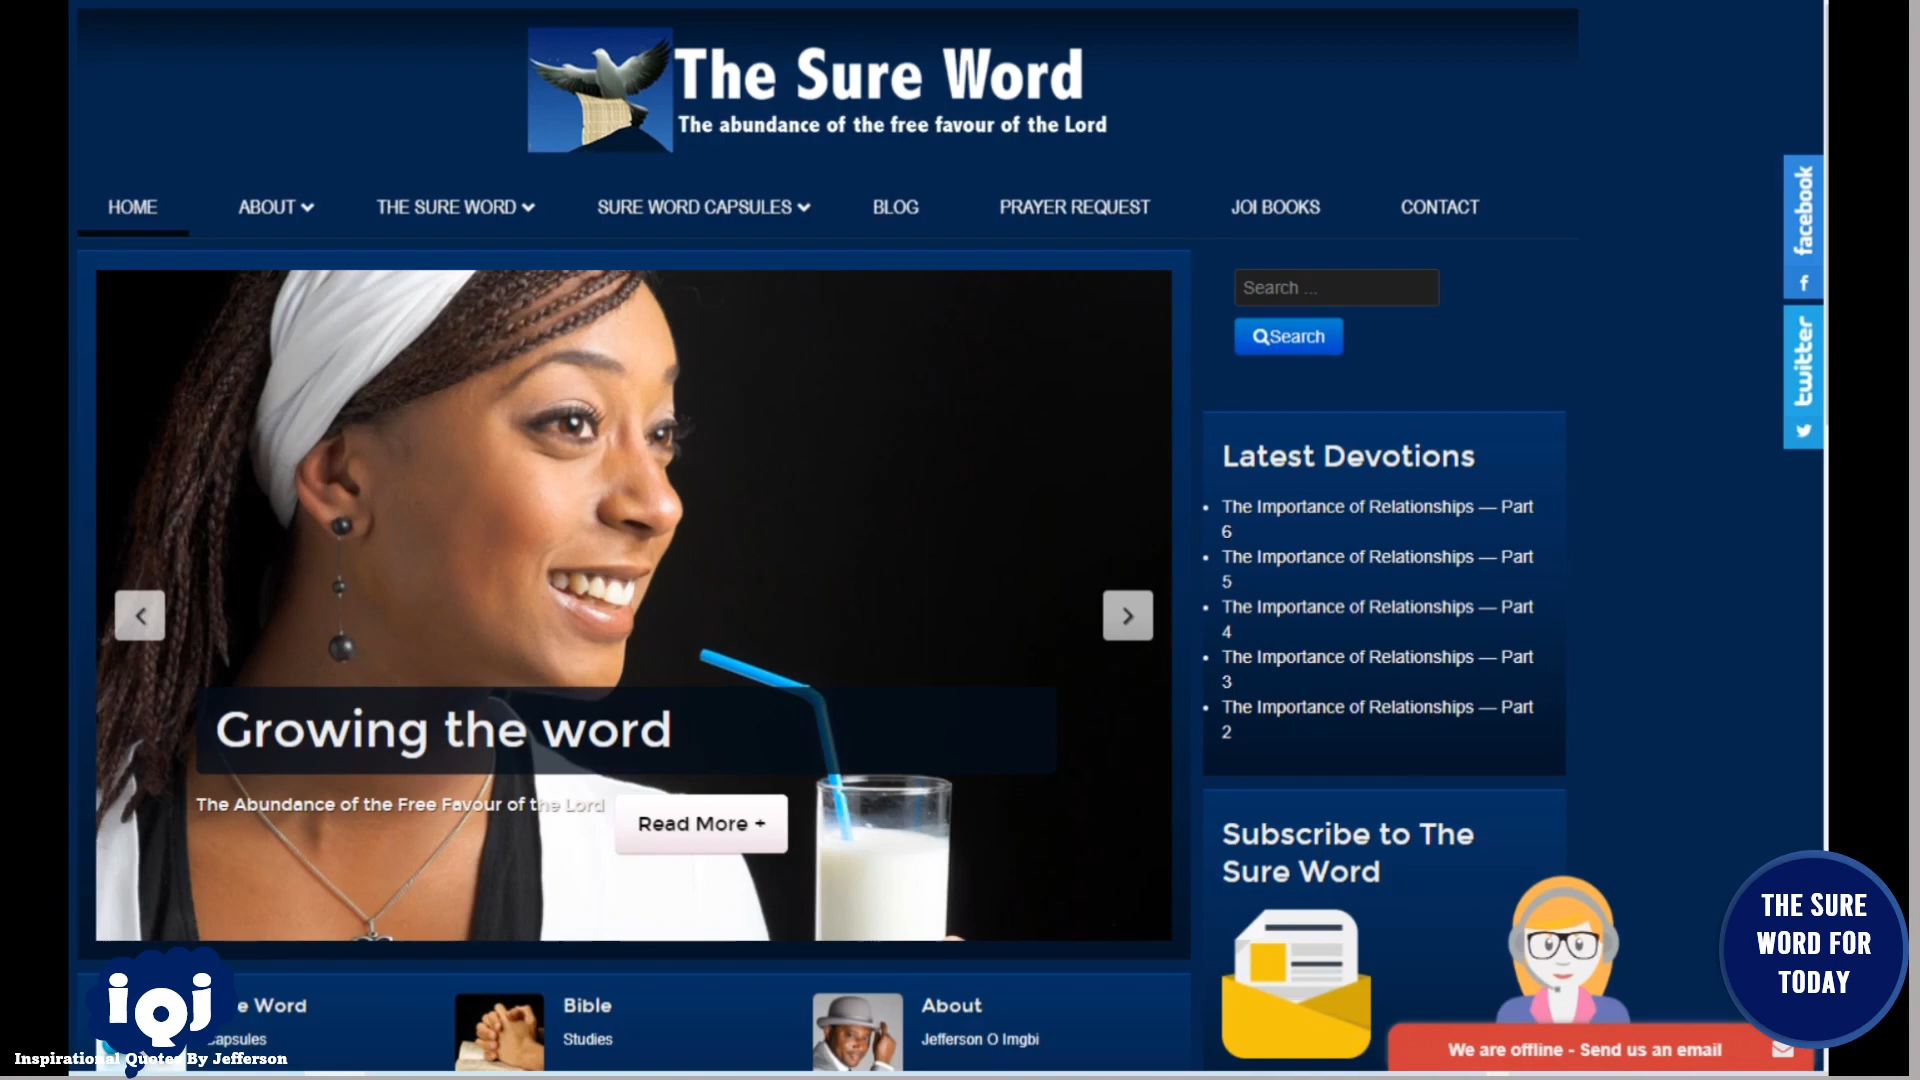 The Sure Word
The abundance of the free favour of the Lord
HOME
ABOUT
THE SURE WORD
SURE WORD CAPSULES
BLOG
PRAYER REQUEST
JOI BOOKS
CONTACT
facebook
f
twitter
Search ...
Search
Growing the word
The Abundance of the Free Favour of the Lord
Read More +
Latest Devotions
The Importance of Relationships — Part
6
The Importance of Relationships — Part
5
The Importance of Relationships — Part
4
The Importance of Relationships — Part
3
The Importance of Relationships — Part
2
Subscribe to The
Sure Word
e Word
apsules
Bible
Studies
About
Jefferson O Imgbi
We are offline - Send us an email
THE SURE
WORD FOR
TODAY
iQj
Inspirational Quotes By Jefferson